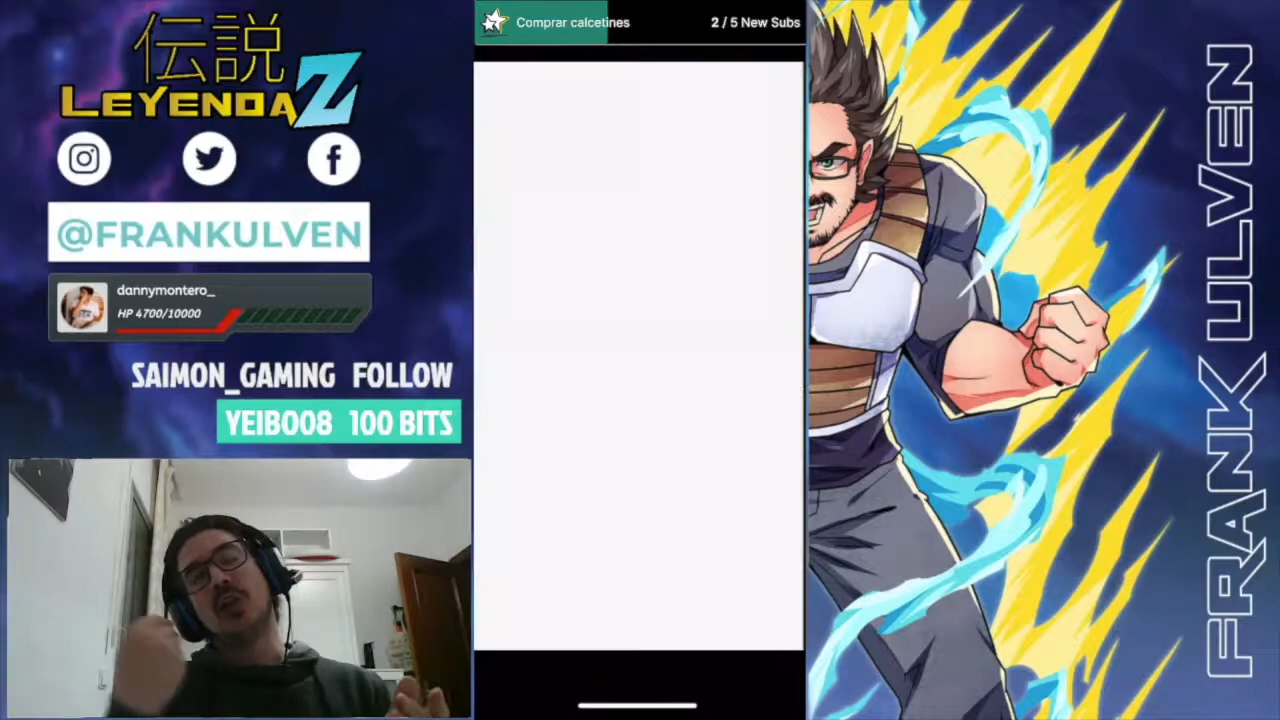 伝説
LEYENDA Z
@FRANKULVEN
dannymontero_
HP 4700/10000
SAIMON_GAMING FOLLOW
YEIBO08 100 BITS
Comprar calcetines 2 / 5 New Subs
FRANK ULVEN